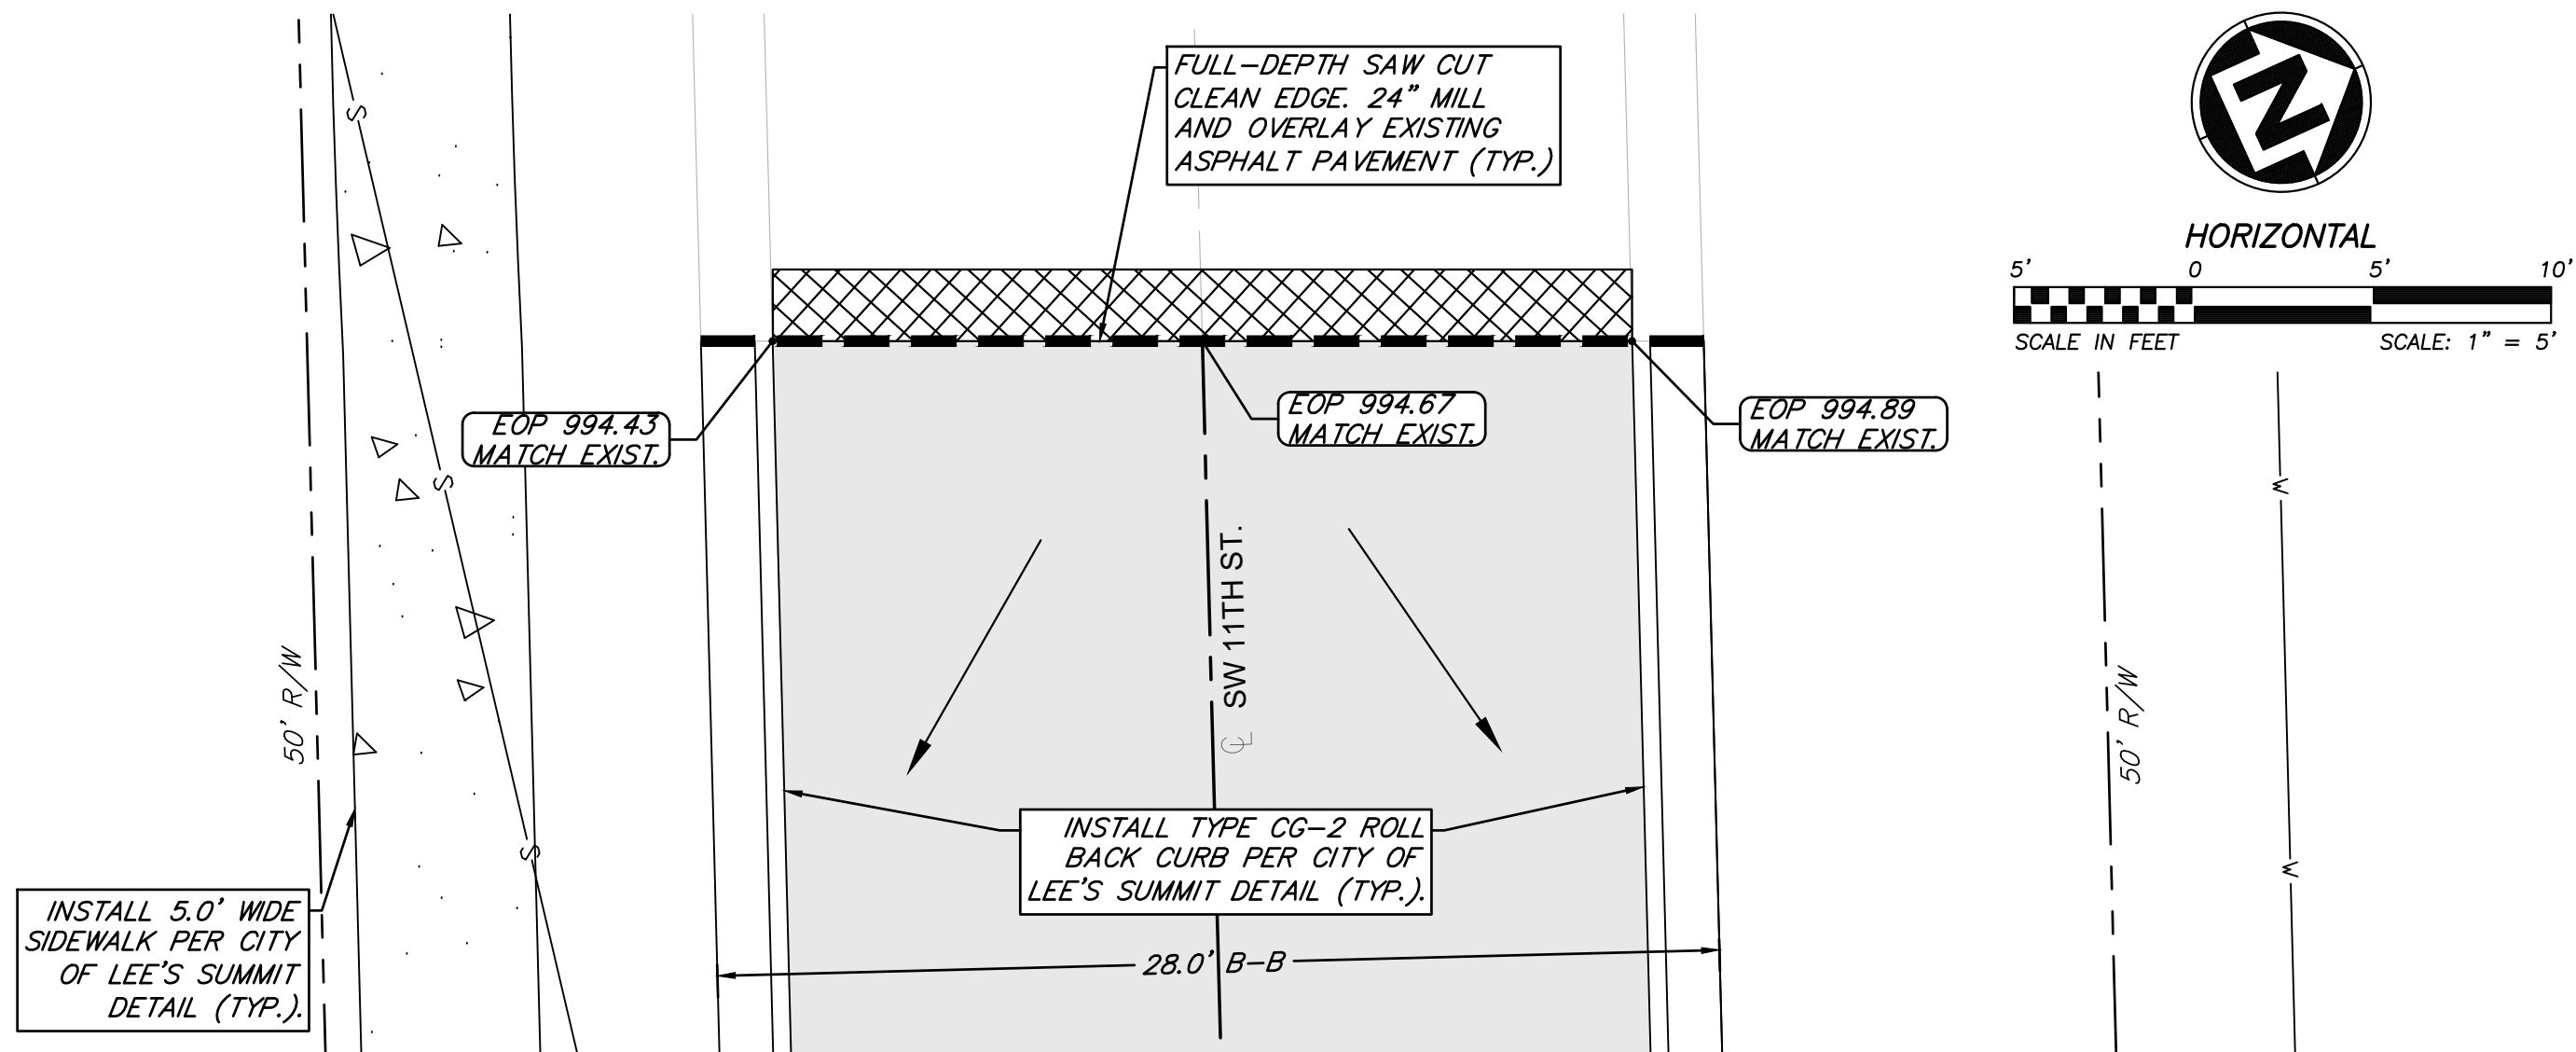 FULL-DEPTH SAW CUT
CLEAN EDGE. 24" MILL
AND OVERLAY EXISTING
ASPHALT PAVEMENT (TYP.)
N
HORIZONTAL
5' 0 5' 10'
SCALE IN FEET SCALE: 1" = 5'
S
EOP 994.43
MATCH EXIST.
EOP 994.67
MATCH EXIST.
EOP 994.89
MATCH EXIST.
S
W
SW 11TH ST.
℄
50' R/W
50' R/W
INSTALL TYPE CG-2 ROLL
BACK CURB PER CITY OF
LEE'S SUMMIT DETAIL (TYP.).
S
W
INSTALL 5.0' WIDE
SIDEWALK PER CITY
OF LEE'S SUMMIT
DETAIL (TYP.).
28.0' B-B